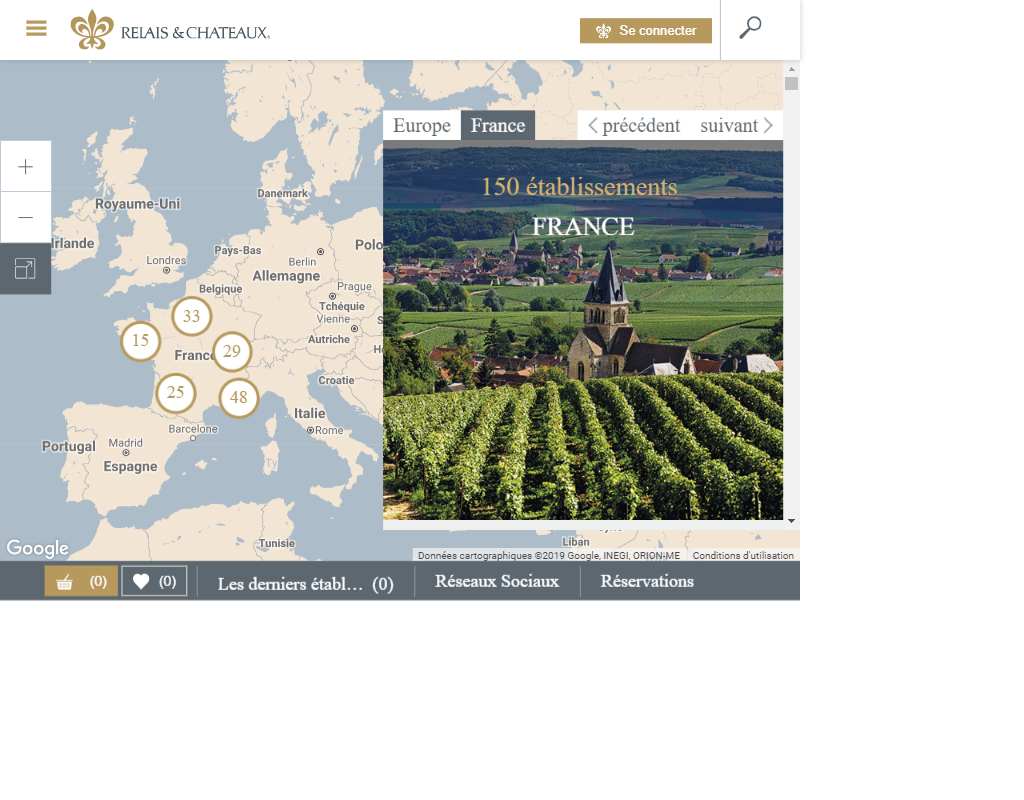 RELAIS & CHATEAUX
Se connecter
Europe
France
précédent
suivant
150 établissements
FRANCE
Royaume-Uni
Irlande
Londres
Danemark
Pays-Bas
Berlin
Allemagne
Polo
Belgique
Prague
Tchéquie
Vienne
Autriche
33
15
France
29
25
48
Croatie
Italie
Rome
Barcelone
Portugal
Madrid
Espagne
Tunisie
Liban
Google
Données cartographiques ©2019 Google, INEGI, ORION-ME
Conditions d'utilisation
(0)
(0)
Les derniers établ… (0)
Réseaux Sociaux
Réservations